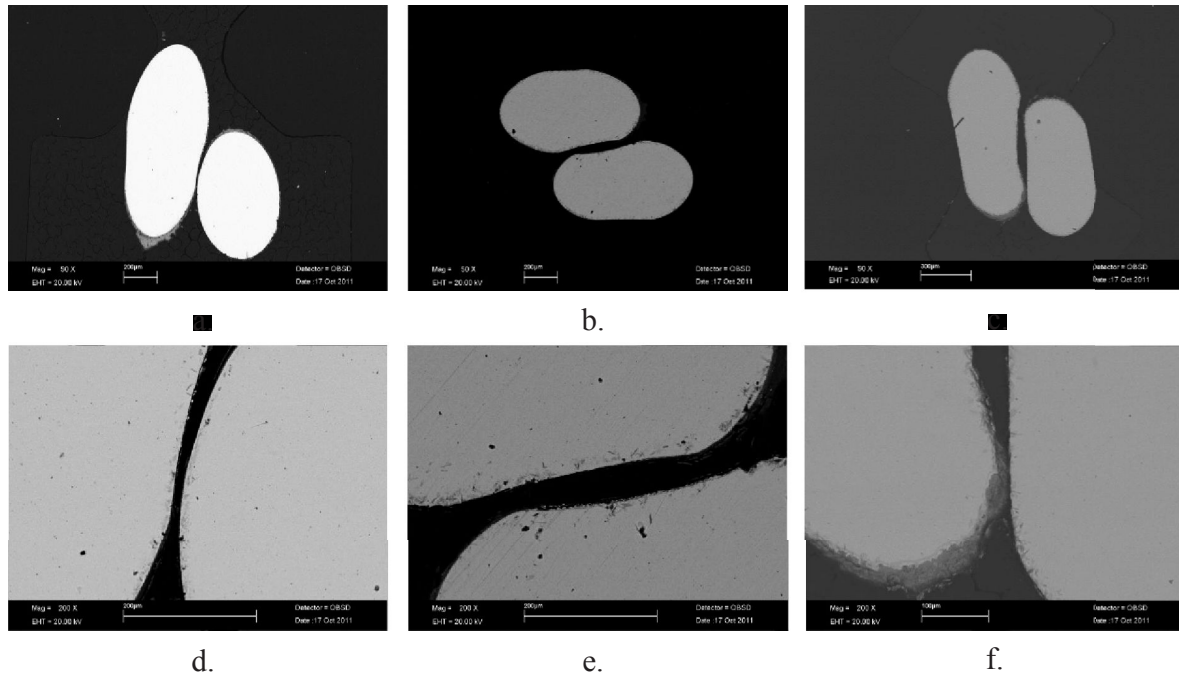 Mag = 50 X 200µm Detector = QBSD
EHT = 20.00 kV Date :17 Oct 2011
Mag = 50 X 200µm Detector = QBSD
EHT = 20.00 kV Date :17 Oct 2011
Mag = 50 X 300µm Detector = QBSD
EHT = 20.00 kV Date :17 Oct 2011
a
b.
c
Mag = 200 X 200µm Detector = QBSD
EHT = 20.00 kV Date :17 Oct 2011
Mag = 200 X 200µm Detector = QBSD
EHT = 20.00 kV Date :17 Oct 2011
Mag = 200 X 100µm Detector = QBSD
EHT = 20.00 kV Date :17 Oct 2011
d.
e.
f.